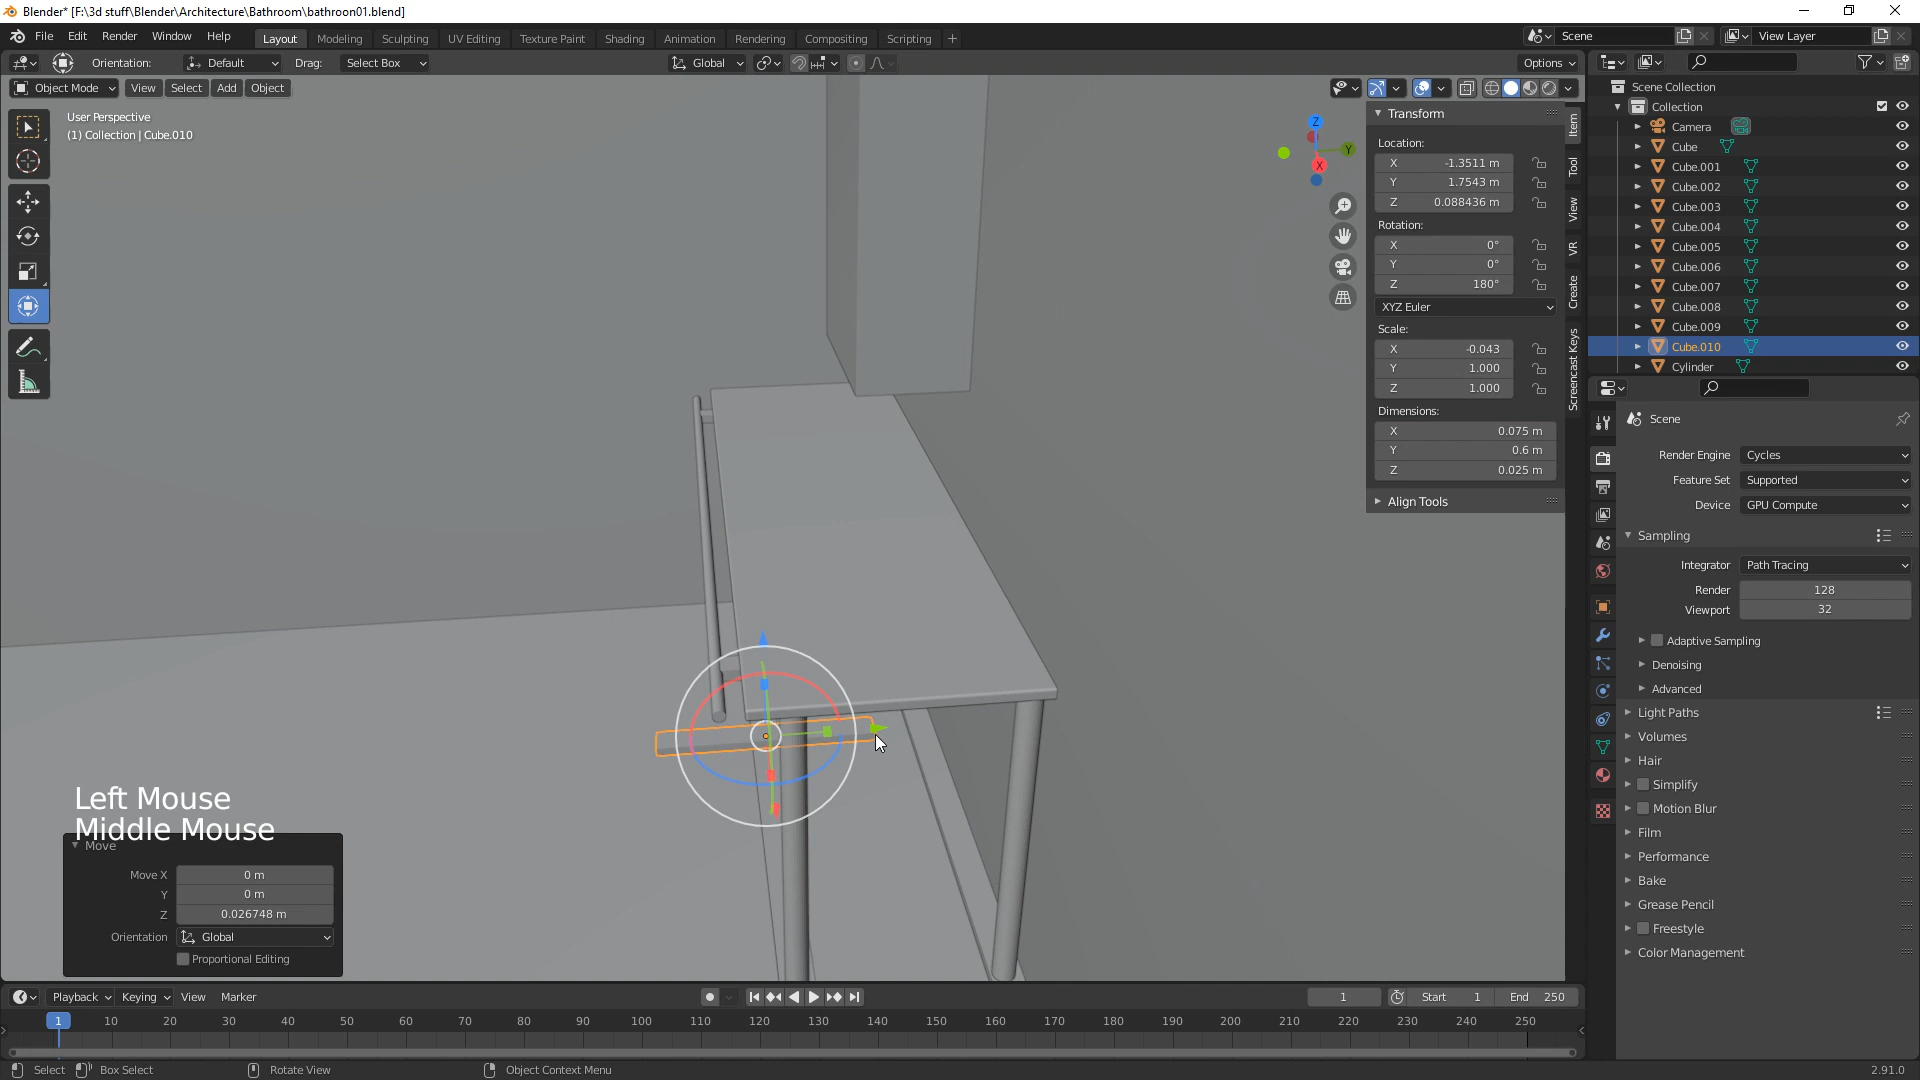 Blender* [F:\3d stuff\Blender\Architecture\Bathroom\bathroon01.blend]
File Edit Render Window Help Layout Modeling Sculpting UV Editing Texture Paint Shading Animation Rendering Compositing Scripting + Scene View Layer
Orientation: Default Drag: Select Box Global Options
Object Mode View Select Add Object
User Perspective
(1) Collection | Cube.010
Z
Y
X
Transform
Location:
X -1.3511 m
Y 1.7543 m
Z 0.088436 m
Rotation:
X 0°
Y 0°
Z 180°
XYZ Euler
Scale:
X -0.043
Y 1.000
Z 1.000
Dimensions:
X 0.075 m
Y 0.6 m
Z 0.025 m
Align Tools
Item
Tool
View
VR
Create
Screencast Keys
Scene Collection
Collection
Camera
Cube
Cube.001
Cube.002
Cube.003
Cube.004
Cube.005
Cube.006
Cube.007
Cube.008
Cube.009
Cube.010
Cylinder
Scene
Render Engine Cycles
Feature Set Supported
Device GPU Compute
Sampling
Integrator Path Tracing
Render 128
Viewport 32
Adaptive Sampling
Denoising
Advanced
Light Paths
Volumes
Hair
Simplify
Motion Blur
Film
Performance
Bake
Grease Pencil
Freestyle
Color Management
Left Mouse
Middle Mouse
Move
Move X 0 m
Y 0 m
Z 0.026748 m
Orientation Global
Proportional Editing
Playback Keying View Marker 1 Start 1 End 250
1 10 20 30 40 50 60 70 80 90 100 110 120 130 140 150 160 170 180 190 200 210 220 230 240 250
Select Box Select Rotate View Object Context Menu 2.91.0